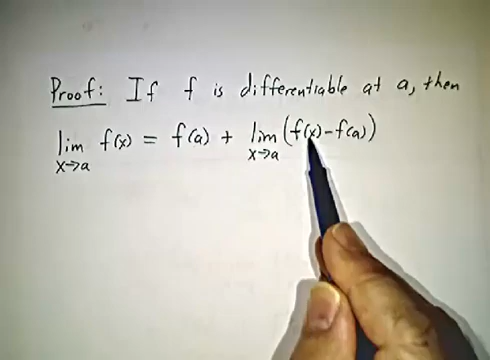 Proof: If f is differentiable at a, then
lim x→a f(x) = f(a) + lim x→a (f(x) - f(a))